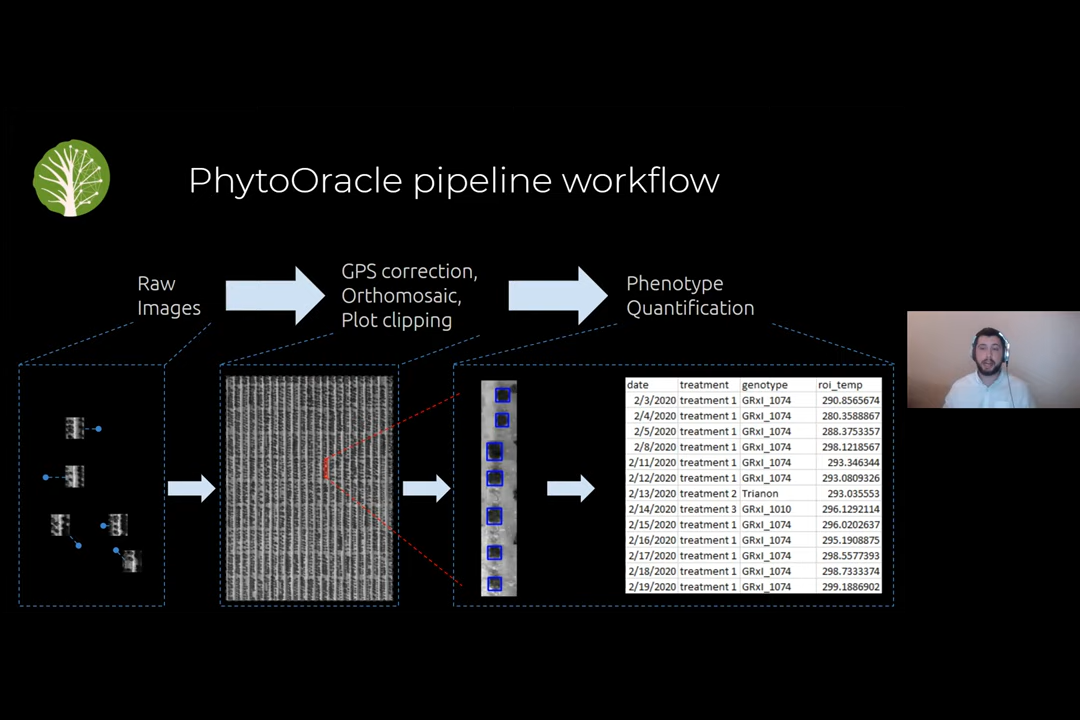 PhytoOracle pipeline workflow
Raw
Images
GPS correction,
Orthomosaic,
Plot clipping
Phenotype
Quantification
date treatment genotype roi_temp
2/3/2020 treatment 1 GRxI_1074 290.8565674
2/4/2020 treatment 1 GRxI_1074 280.3588867
2/5/2020 treatment 1 GRxI_1074 288.3753357
2/8/2020 treatment 1 GRxI_1074 298.1218567
2/11/2020 treatment 1 GRxI_1074 293.346344
2/12/2020 treatment 1 GRxI_1074 293.0809326
2/13/2020 treatment 2 Trianon 293.035553
2/14/2020 treatment 3 GRxI_1010 296.1292114
2/15/2020 treatment 1 GRxI_1074 296.0202637
2/16/2020 treatment 1 GRxI_1074 295.1908875
2/17/2020 treatment 1 GRxI_1074 298.5577393
2/18/2020 treatment 1 GRxI_1074 298.7333374
2/19/2020 treatment 1 GRxI_1074 299.1886902